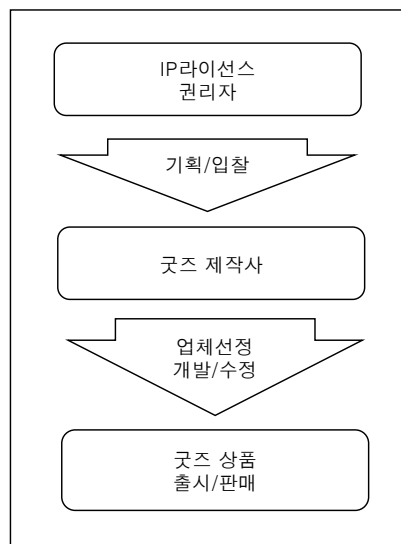 IP라이선스
권리자
기획/입찰
굿즈 제작사
업체선정
개발/수정
굿즈 상품
출시/판매